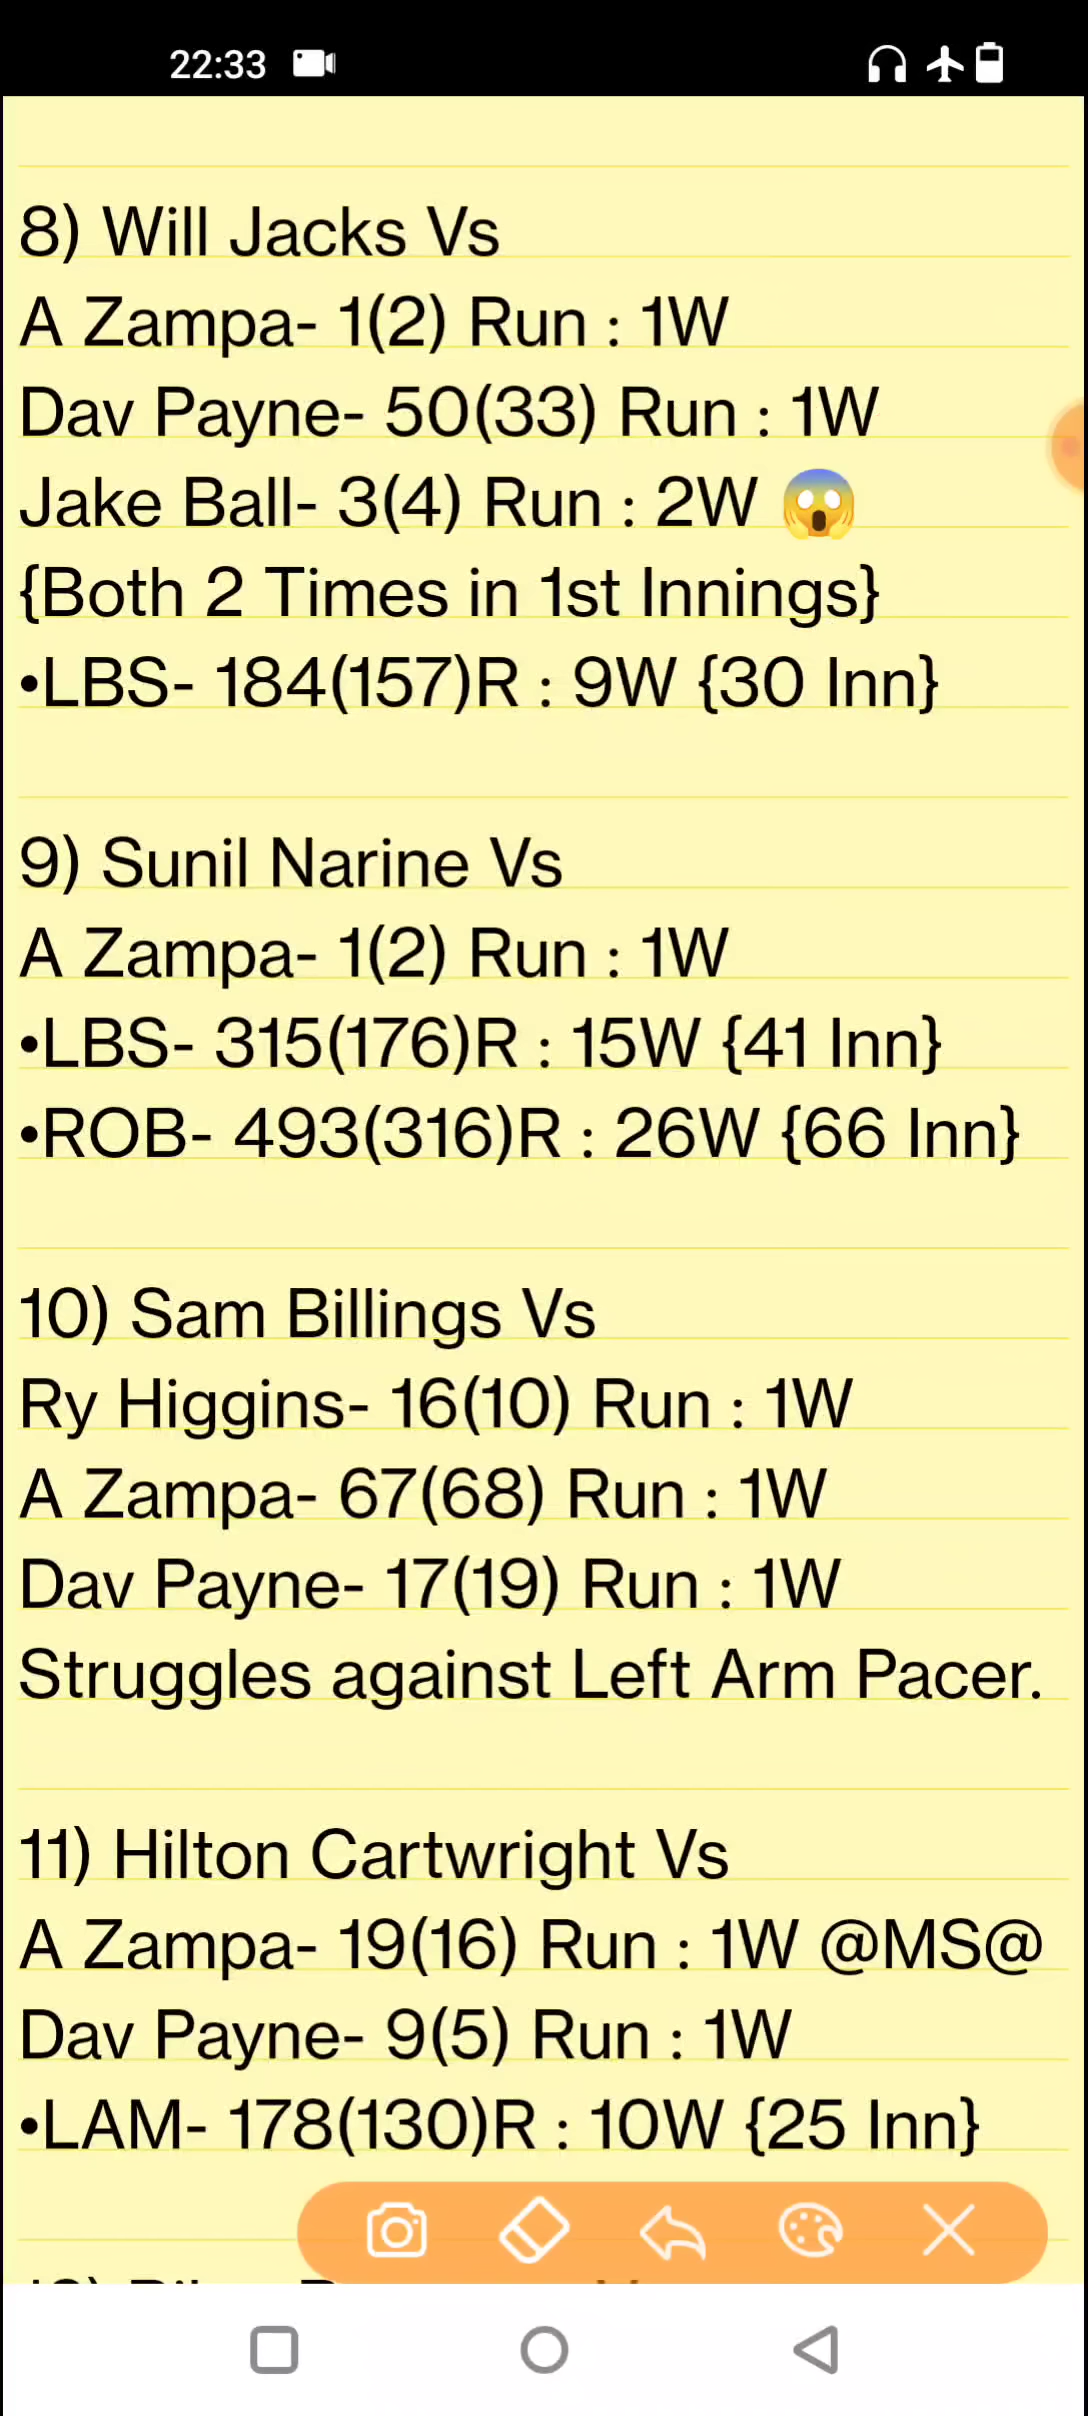 22:33
8) Will Jacks Vs
A Zampa- 1(2) Run : 1W
Dav Payne- 50(33) Run : 1W
Jake Ball- 3(4) Run : 2W 😱
{Both 2 Times in 1st Innings}
•LBS- 184(157)R : 9W {30 Inn}
9) Sunil Narine Vs
A Zampa- 1(2) Run : 1W
•LBS- 315(176)R : 15W {41 Inn}
•ROB- 493(316)R : 26W {66 Inn}
10) Sam Billings Vs
Ry Higgins- 16(10) Run : 1W
A Zampa- 67(68) Run : 1W
Dav Payne- 17(19) Run : 1W
Struggles against Left Arm Pacer.
11) Hilton Cartwright Vs
A Zampa- 19(16) Run : 1W @MS@
Dav Payne- 9(5) Run : 1W
•LAM- 178(130)R : 10W {25 Inn}